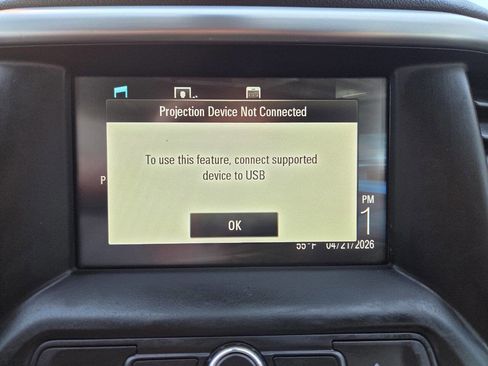 Projection Device Not Connected
To use this feature, connect supported
device to USB
OK
P
PM
1
55°F 04/21/2026